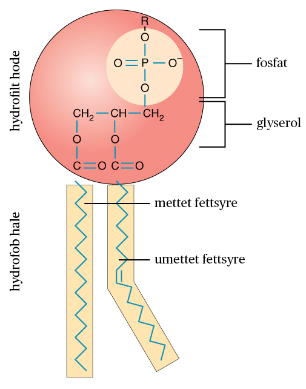 hydrofilt hode
R
O
O=P–O⁻
O
fosfat
CH₂–CH–CH₂
glyserol
O O
C=O C=O
hydrofob hale
mettet fettsyre
umettet fettsyre